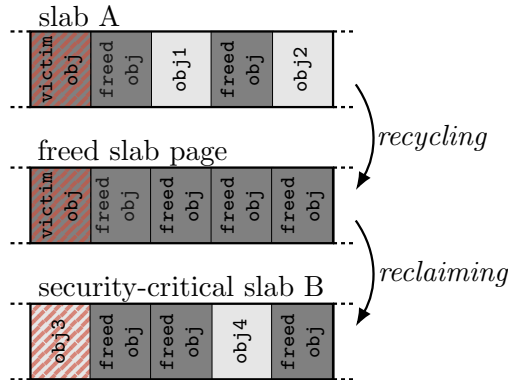 slab A
victim obj
freed obj
obj1
freed obj
obj2
recycling
freed slab page
victim obj
freed obj
freed obj
freed obj
freed obj
reclaiming
security-critical slab B
obj3
freed obj
freed obj
obj4
freed obj